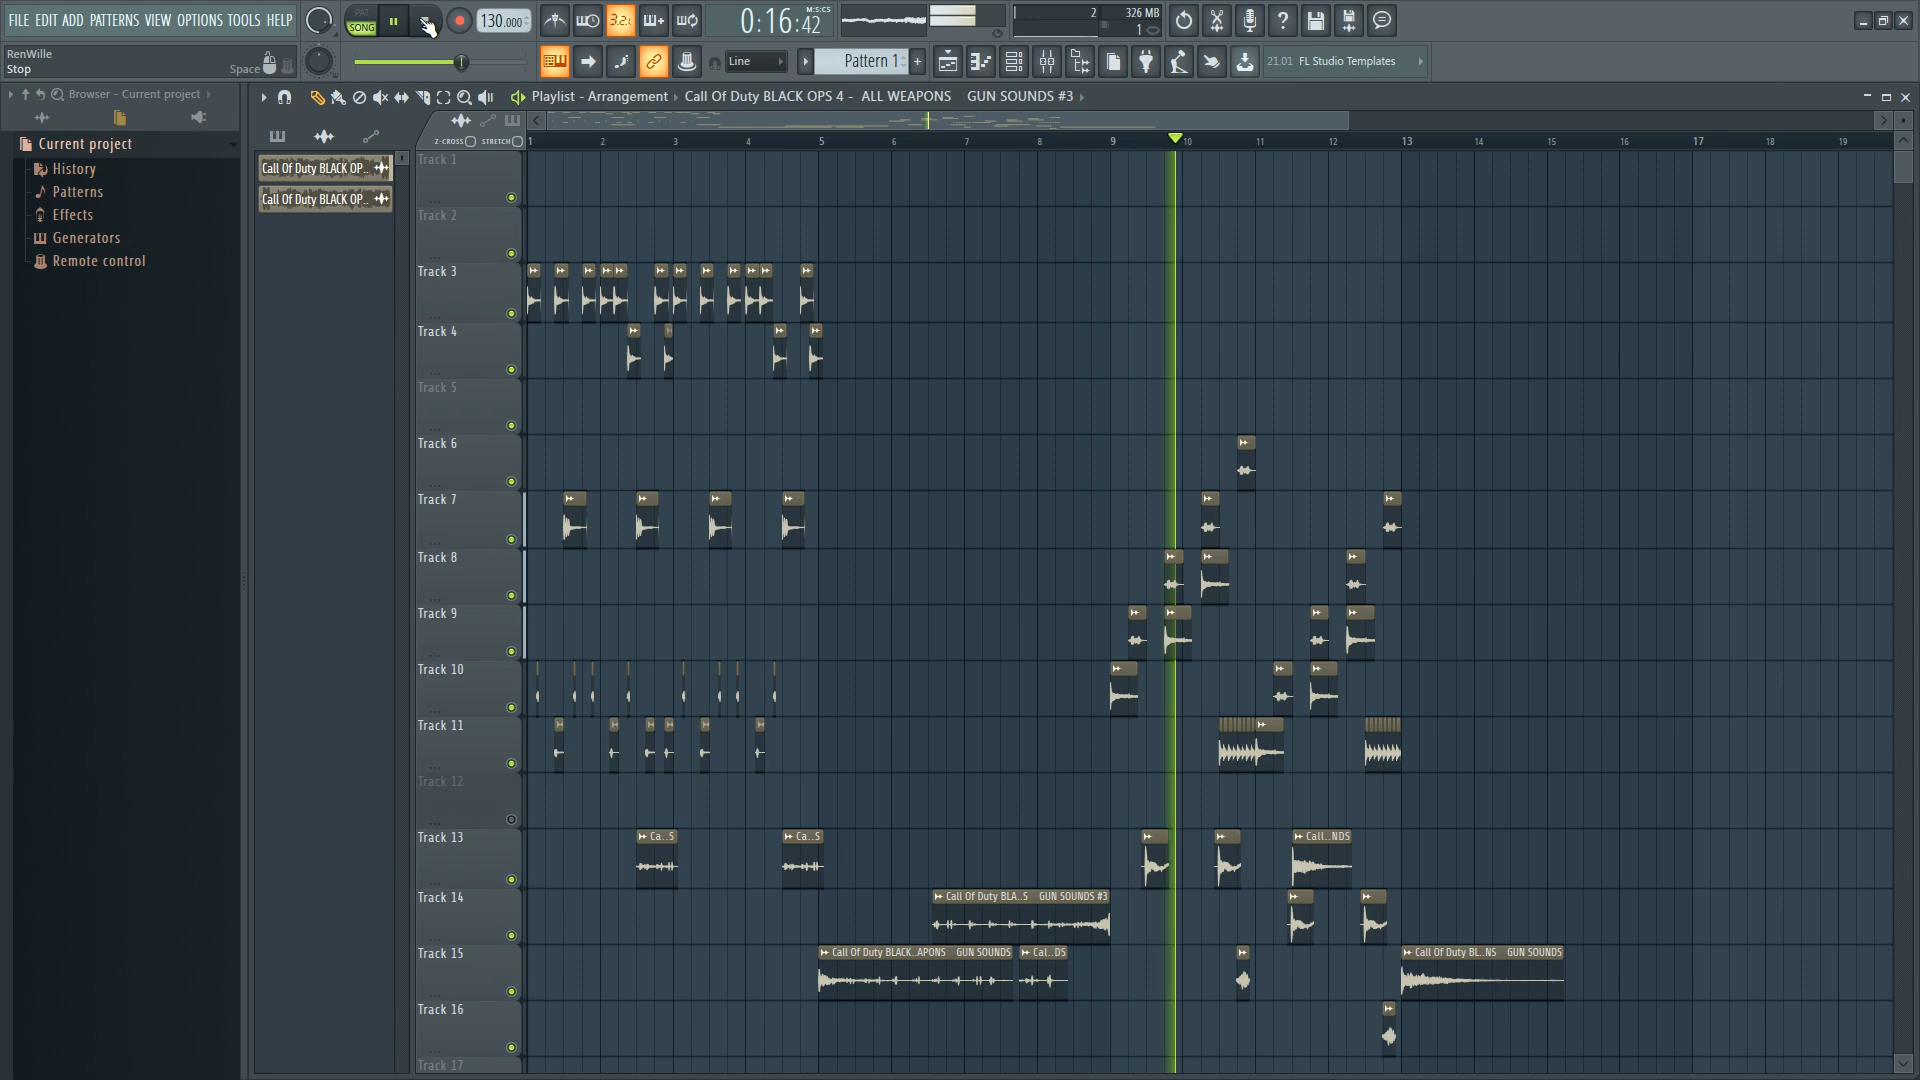 FILE EDIT ADD PATTERNS VIEW OPTIONS TOOLS HELP
PAT
SONG
130.000
3.2.
0:16:42
M:S:CS
2
326 MB
1
RenWille
Stop
Space
Line
Pattern 1
21.01 FL Studio Templates
Browser - Current project
Playlist - Arrangement
Call Of Duty BLACK OPS 4 - ALL WEAPONS GUN SOUNDS #3
Current project
History
Patterns
Effects
Generators
Remote control
Call Of Duty BLACK OP..
Call Of Duty BLACK OP..
Z-CROSS
STRETCH
1 2 3 4 5 6 7 8 9 10 11 12 13 14 15 16 17 18 19
Track 1
Track 2
Track 3
Track 4
Track 5
Track 6
Track 7
Track 8
Track 9
Track 10
Track 11
Track 12
Track 13
Ca..S
Ca..S
Call..NDS
Track 14
Call Of Duty BLA..S GUN SOUNDS #3
Track 15
Call Of Duty BLACK..APONS GUN SOUNDS
Cal..DS
Call Of Duty BL..NS GUN SOUNDS
Track 16
Track 17